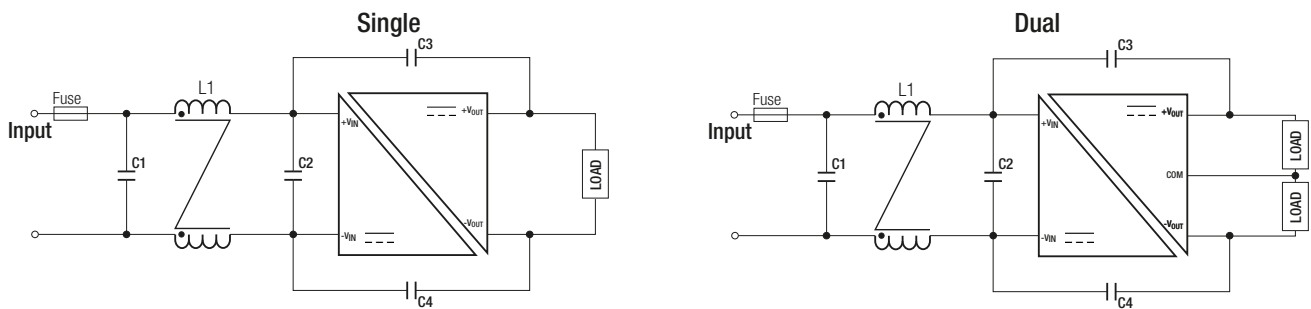 Single
C3
Fuse
L1
Input
+VIN
+VOUT
C1
C2
LOAD
-VOUT
-VIN
C4
Dual
C3
Fuse
L1
Input
+VIN
+VOUT
LOAD
C1
C2
COM
LOAD
-VOUT
-VIN
C4